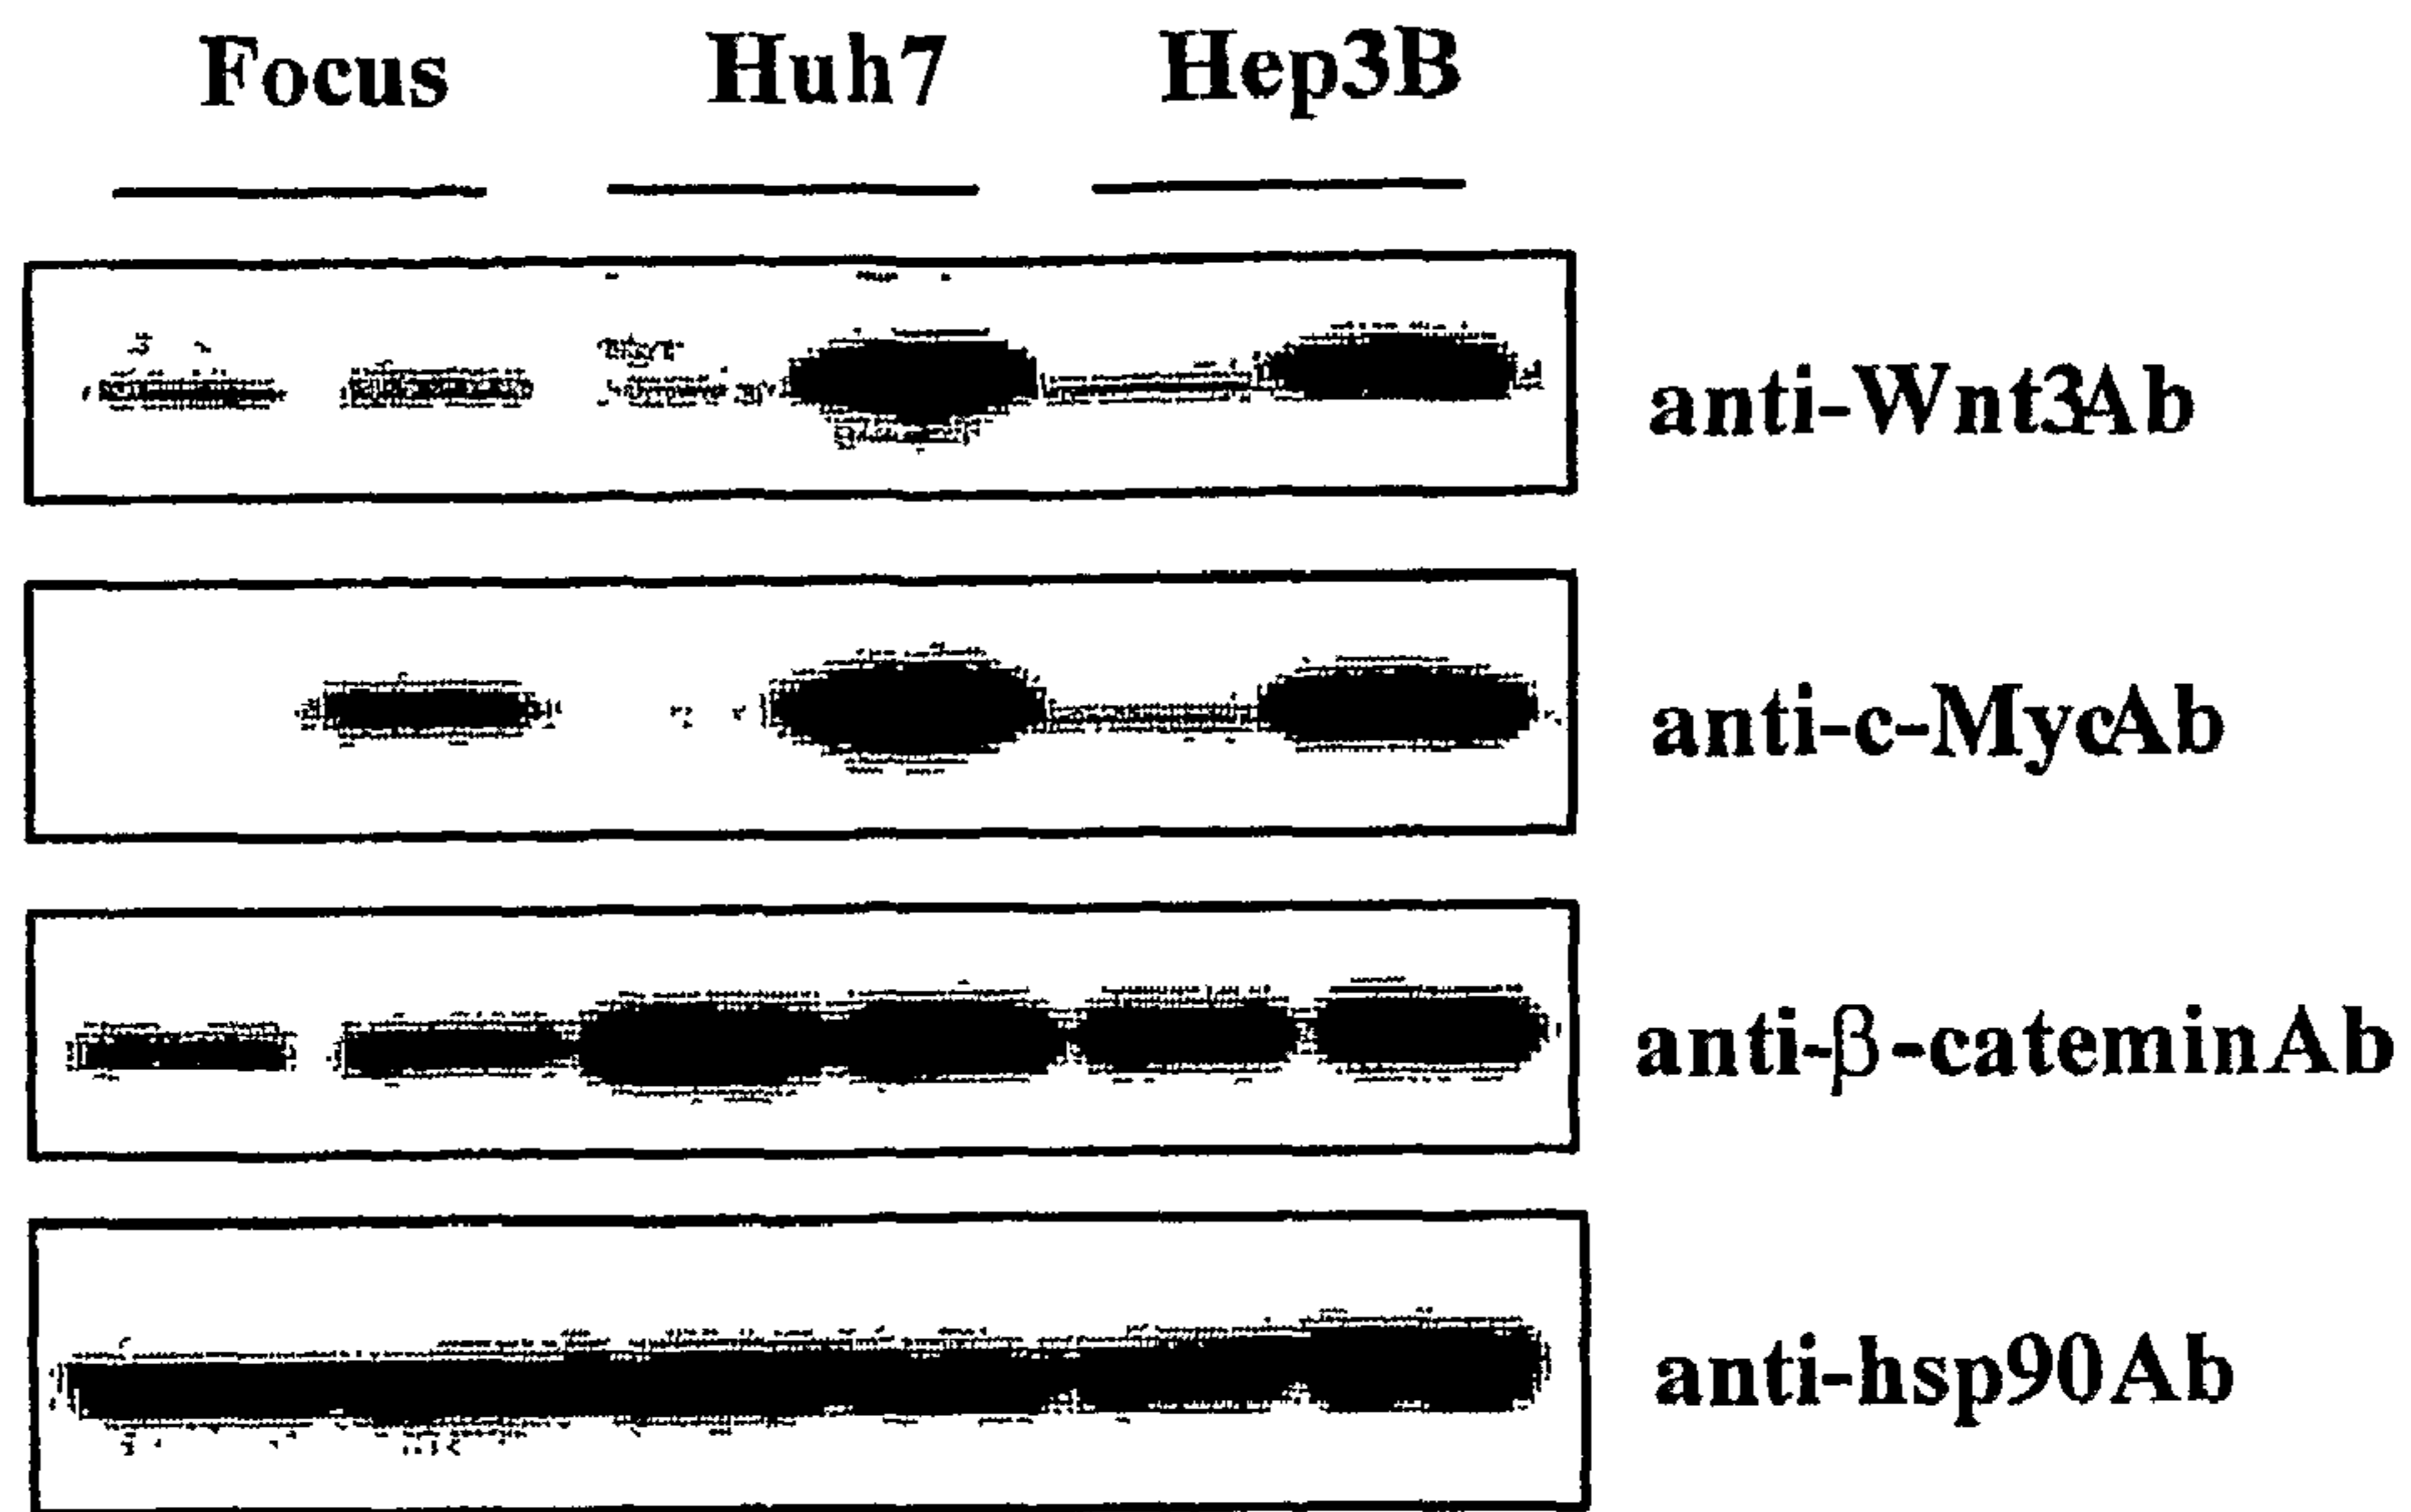 Focus Huh7 Hep3B
anti-Wnt3Ab
anti-c-MycAb
anti-β-cateminAb
anti-hsp90Ab